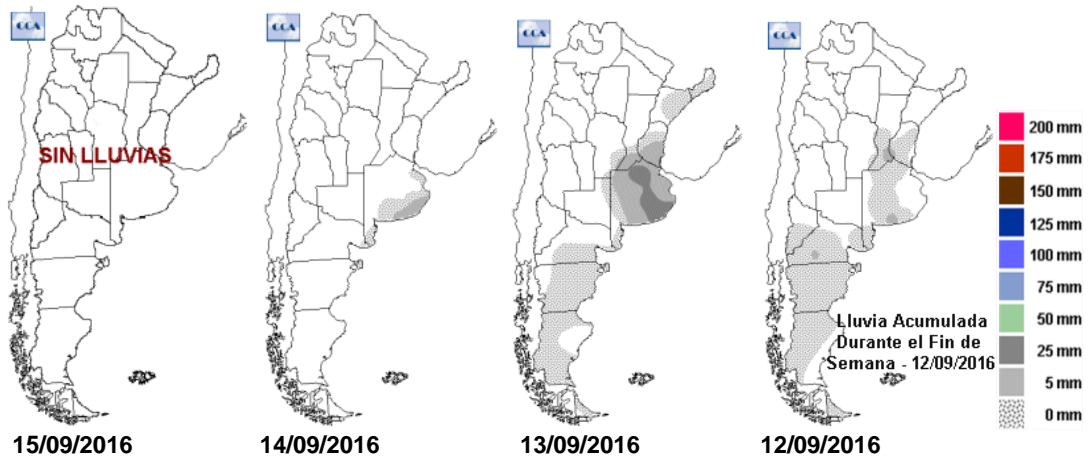 CCA
CCA
CCA
CCA
SIN LLUVIAS
200 mm
175 mm
150 mm
125 mm
100 mm
75 mm
50 mm
25 mm
5 mm
0 mm
Lluvia Acumulada
Durante el Fin de
Semana - 12/09/2016
15/09/2016
14/09/2016
13/09/2016
12/09/2016